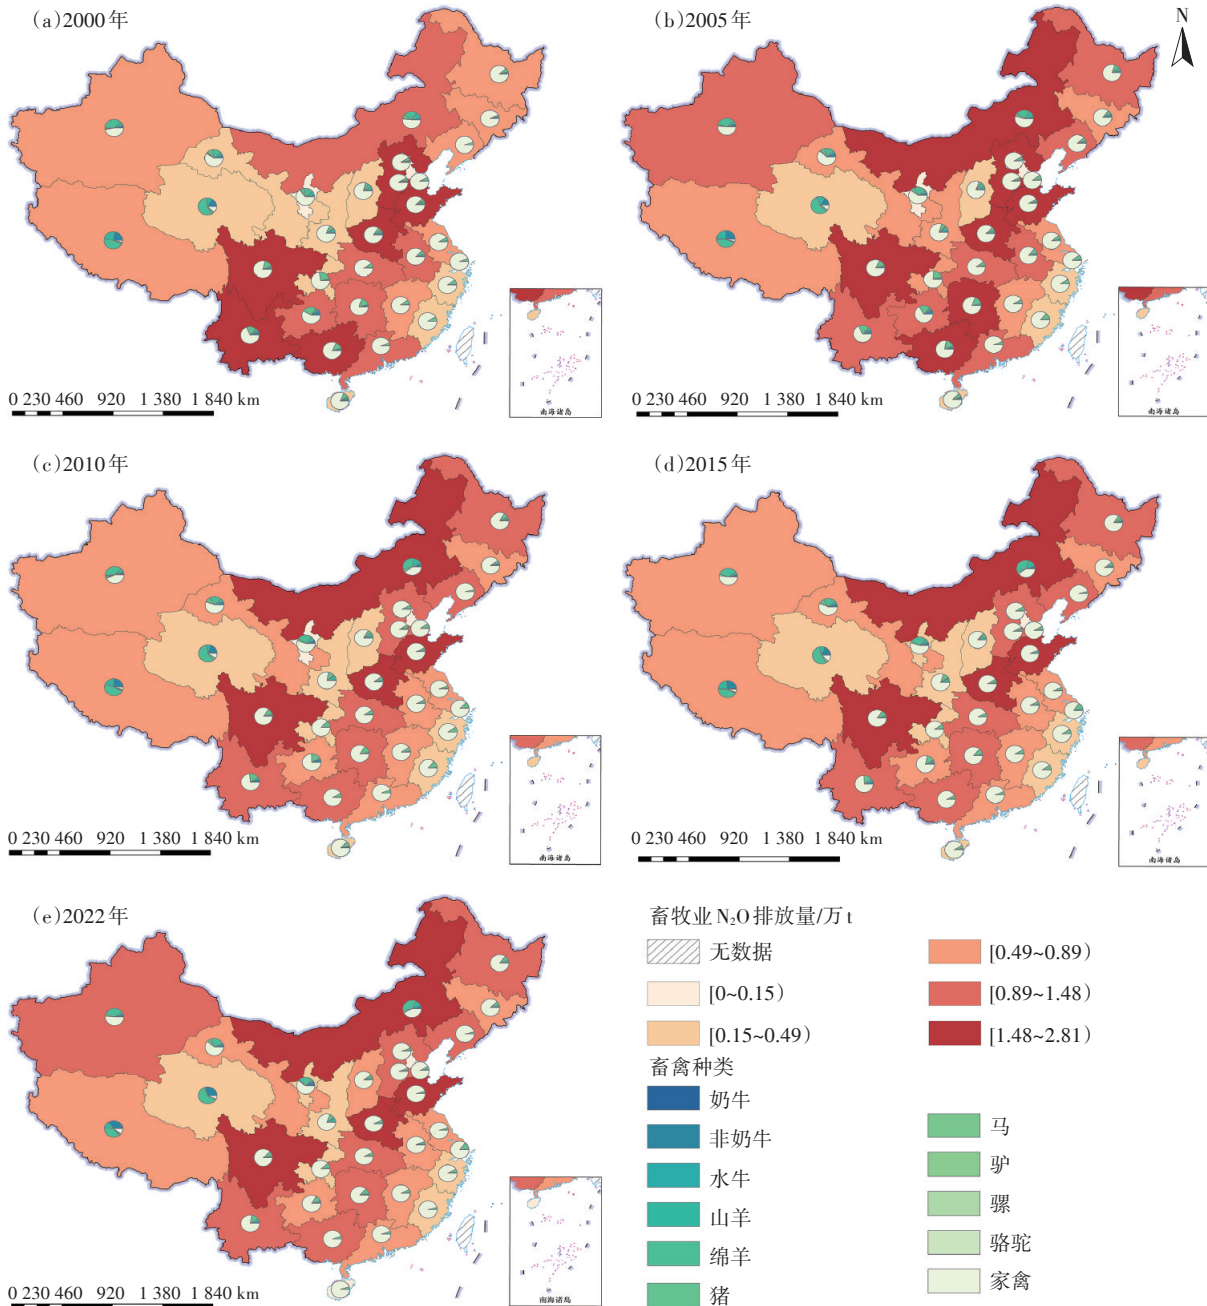 (a)2000年
(b)2005年
N
0 230 460 920 1 380 1 840 km
南海诸岛
0 230 460 920 1 380 1 840 km
南海诸岛
(c)2010年
(d)2015年
0 230 460 920 1 380 1 840 km
南海诸岛
0 230 460 920 1 380 1 840 km
南海诸岛
(e)2022年
0 230 460 920 1 380 1 840 km
南海诸岛
畜牧业N₂O排放量/万t
无数据
[0~0.15)
[0.15~0.49)
[0.49~0.89)
[0.89~1.48)
[1.48~2.81)
畜禽种类
奶牛
非奶牛
水牛
山羊
绵羊
猪
马
驴
骡
骆驼
家禽